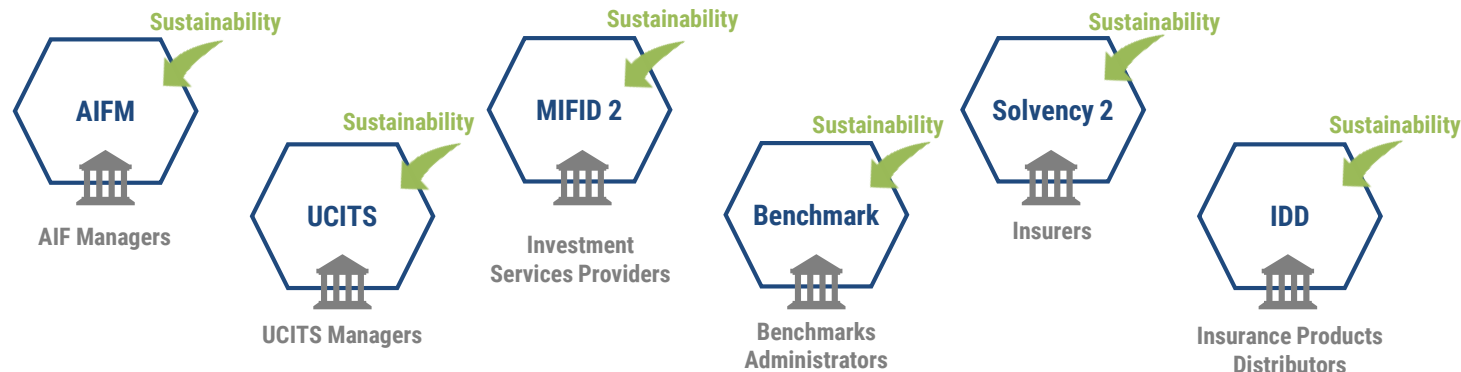 Sustainability
AIFM
AIF Managers
Sustainability
UCITS
UCITS Managers
Sustainability
MIFID 2
Investment
Services Providers
Sustainability
Benchmark
Benchmarks
Administrators
Sustainability
Solvency 2
Insurers
Sustainability
IDD
Insurance Products
Distributors